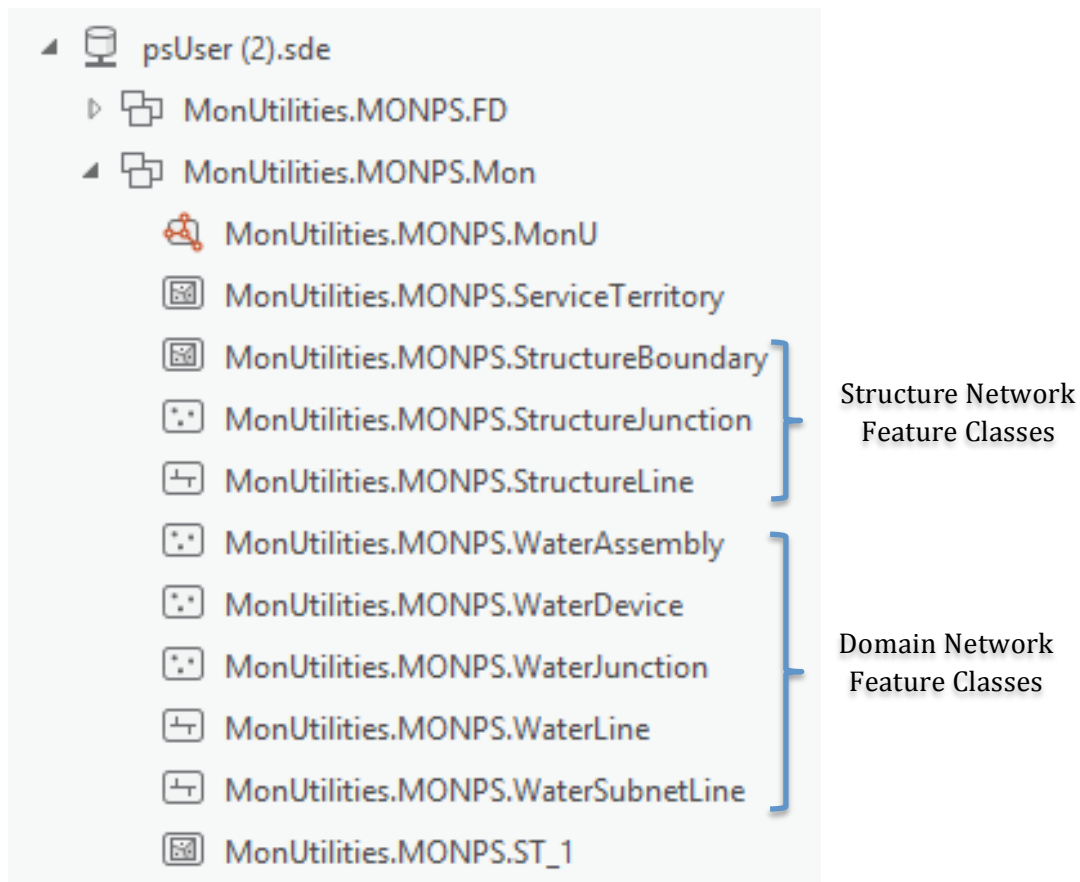 psUser (2).sde
MonUtilities.MONPS.FD
MonUtilities.MONPS.Mon
MonUtilities.MONPS.MonU
MonUtilities.MONPS.ServiceTerritory
MonUtilities.MONPS.StructureBoundary
MonUtilities.MONPS.StructureJunction
MonUtilities.MONPS.StructureLine
Structure Network
Feature Classes
MonUtilities.MONPS.WaterAssembly
MonUtilities.MONPS.WaterDevice
MonUtilities.MONPS.WaterJunction
MonUtilities.MONPS.WaterLine
MonUtilities.MONPS.WaterSubnetLine
Domain Network
Feature Classes
MonUtilities.MONPS.ST_1